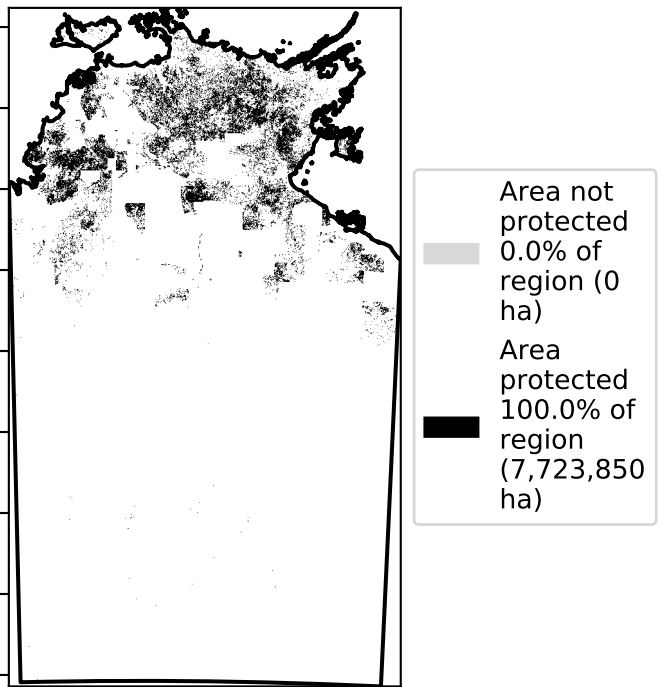 Area not
protected
0.0% of
region (0
ha)
Area
protected
100.0% of
region
(7,723,850
ha)